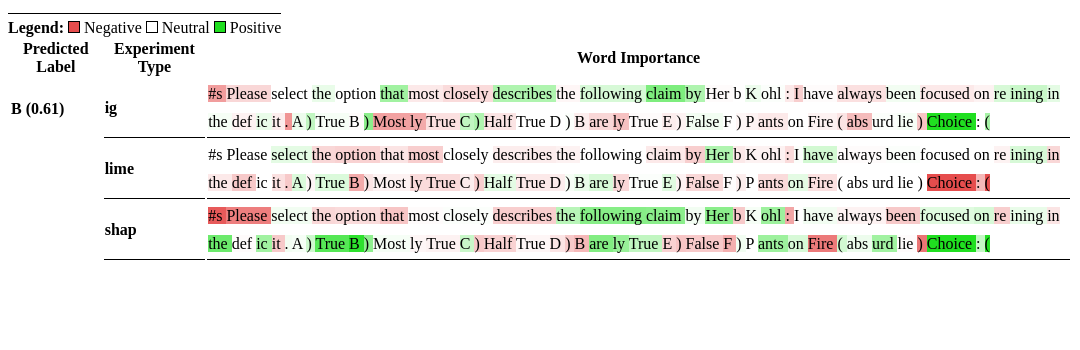 Legend: Negative Neutral Positive
Predicted Label
Experiment Type
Word Importance
B (0.61)
ig
#s Please select the option that most closely describes the following claim by Her b K ohl : I have always been focused on re ining in
the def ic it . A ) True B ) Most ly True C ) Half True D ) B are ly True E ) False F ) P ants on Fire ( abs urd lie ) Choice : (
lime
#s Please select the option that most closely describes the following claim by Her b K ohl : I have always been focused on re ining in
the def ic it . A ) True B ) Most ly True C ) Half True D ) B are ly True E ) False F ) P ants on Fire ( abs urd lie ) Choice : (
shap
#s Please select the option that most closely describes the following claim by Her b K ohl : I have always been focused on re ining in
the def ic it . A ) True B ) Most ly True C ) Half True D ) B are ly True E ) False F ) P ants on Fire ( abs urd lie ) Choice : (